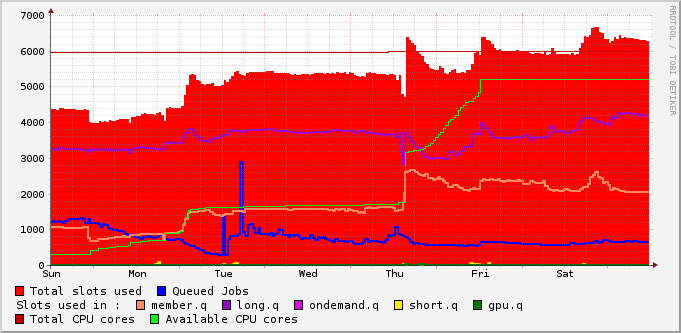 7000
6000
5000
4000
3000
2000
1000
0
Sun Mon Tue Wed Thu Fri Sat
Total slots used Queued Jobs
Slots used in : member.q long.q ondemand.q short.q gpu.q
Total CPU cores Available CPU cores
RRDTOOL / TOBI OETIKER